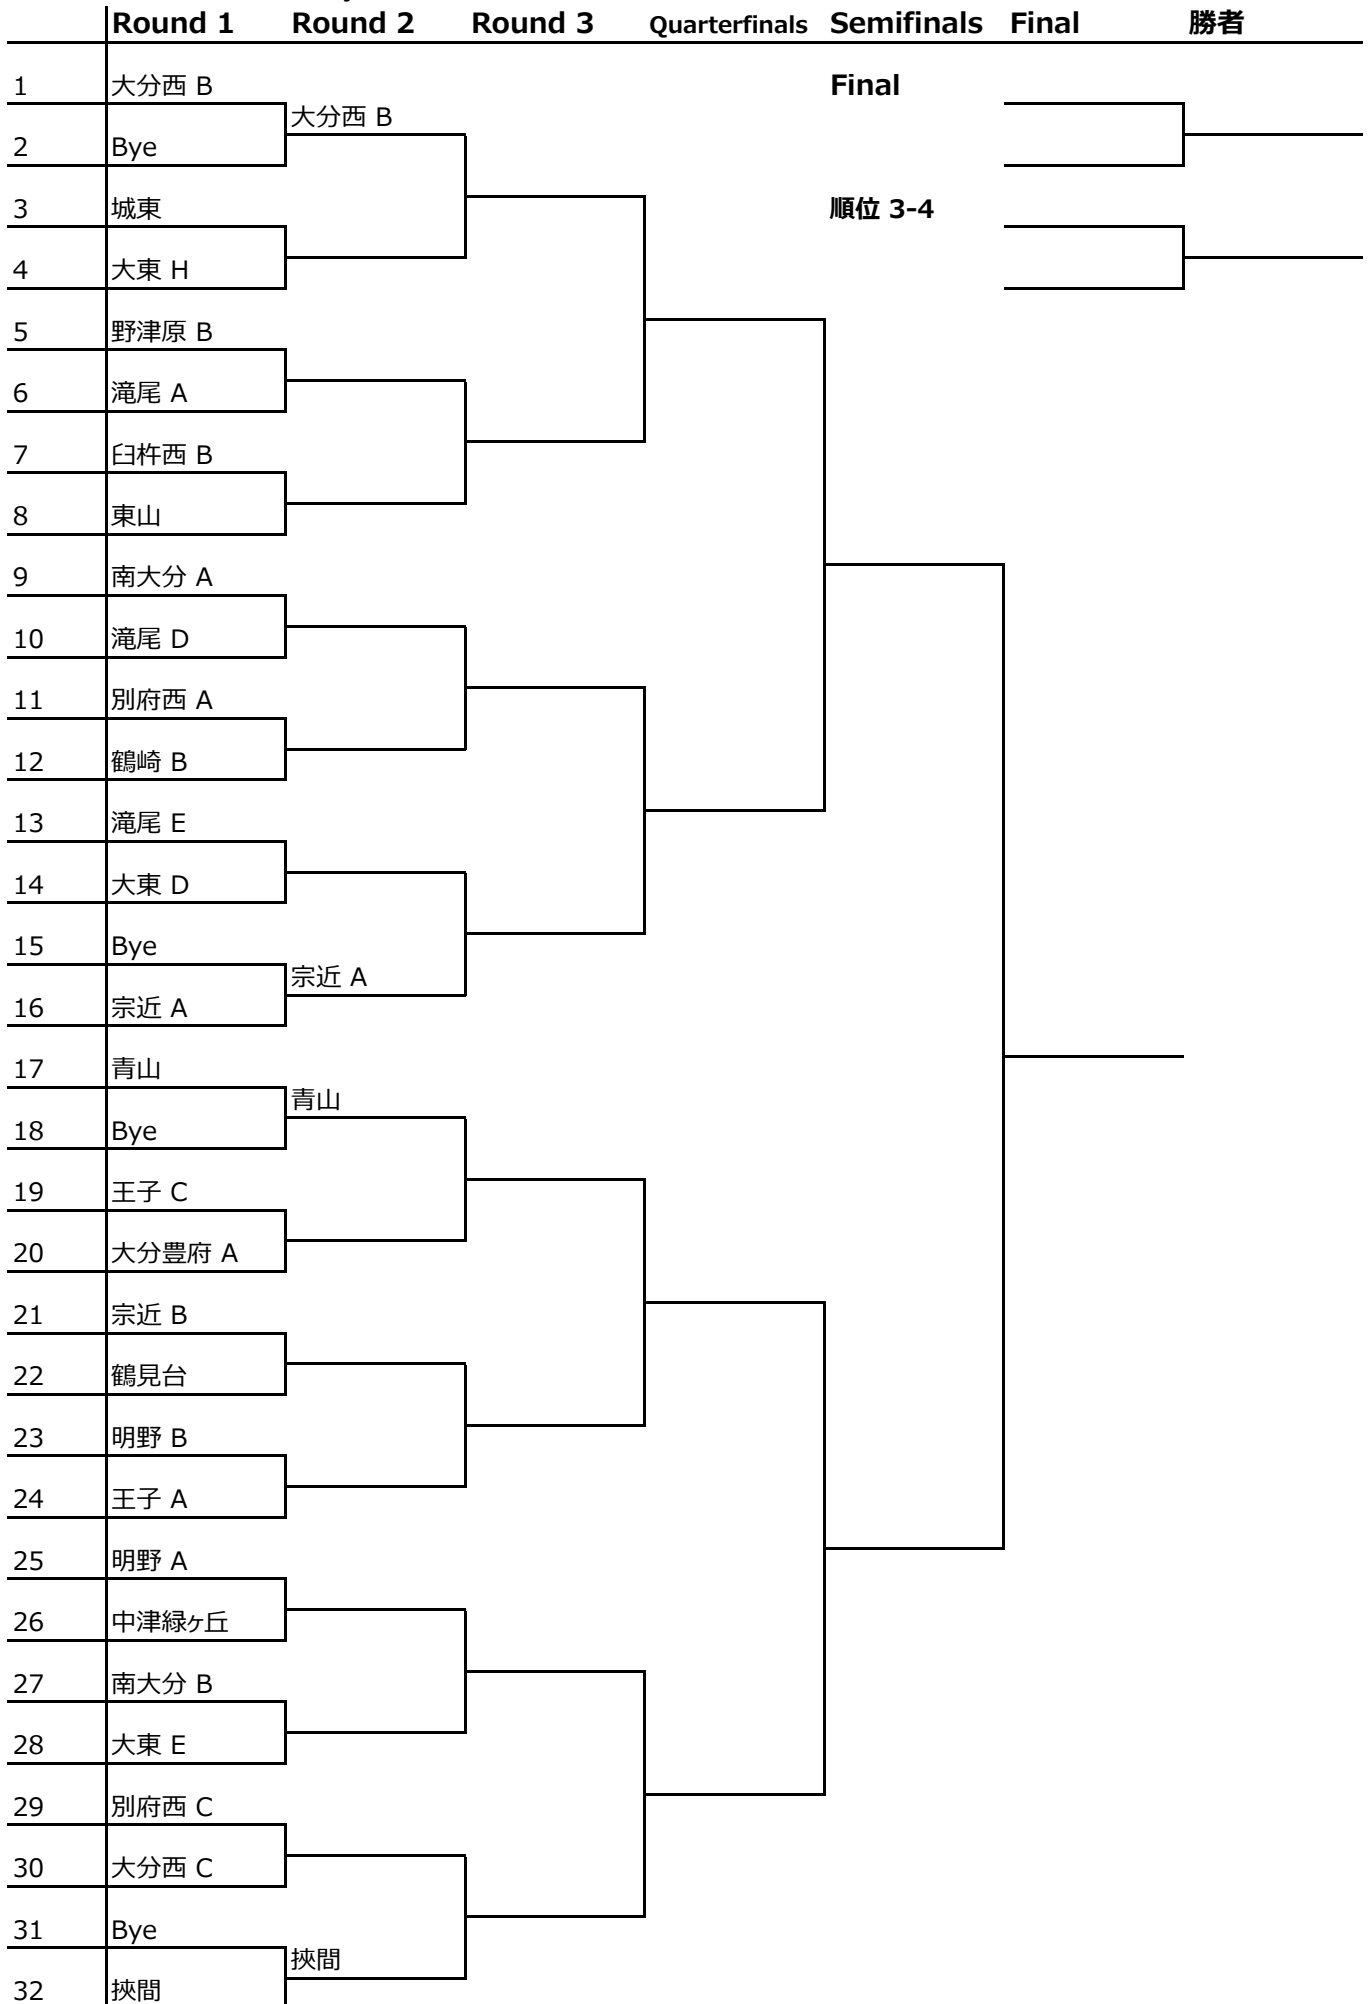 Round 1 Round 2 Round 3 Quarterfinals Semifinals Final 勝者
1 大分西 B Final
大分西 B
2 Bye
3 城東 順位 3-4
4 大東 H
5 野津原 B
6 滝尾 A
7 臼杵西 B
8 東山
9 南大分 A
10 滝尾 D
11 別府西 A
12 鶴崎 B
13 滝尾 E
14 大東 D
15 Bye
宗近 A
16 宗近 A
17 青山
青山
18 Bye
19 王子 C
20 大分豊府 A
21 宗近 B
22 鶴見台
23 明野 B
24 王子 A
25 明野 A
26 中津緑ヶ丘
27 南大分 B
28 大東 E
29 別府西 C
30 大分西 C
31 Bye
挾間
32 挾間